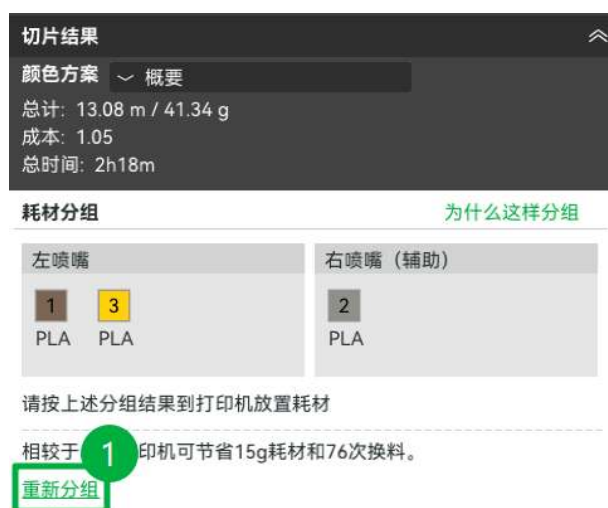 切片结果
颜色方案 概要
总计: 13.08 m / 41.34 g
成本: 1.05
总时间: 2h18m
耗材分组 为什么这样分组
左喷嘴 右喷嘴（辅助）
1 3 2
PLA PLA PLA
请按上述分组结果到打印机放置耗材
相较于 1 印机可节省15g耗材和76次换料。
重新分组